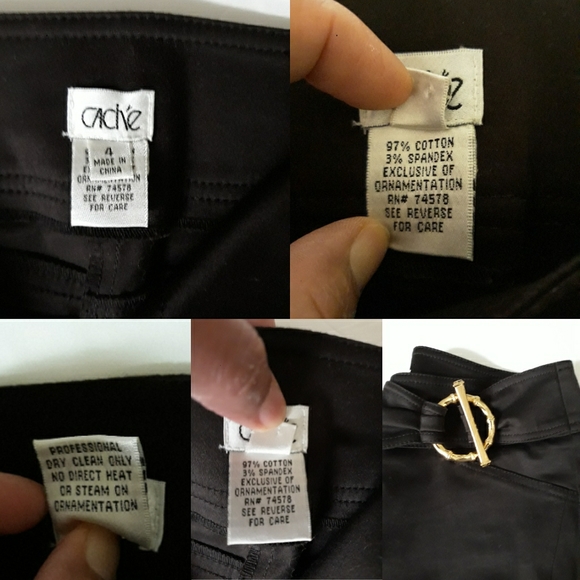 CAChé
4
MADE IN
CHINA
ORNAMENTATION
RN# 74578
SEE REVERSE
FOR CARE
97% COTTON
3% SPANDEX
EXCLUSIVE OF
ORNAMENTATION
RN# 74578
SEE REVERSE
FOR CARE
PROFESSIONAL
DRY CLEAN ONLY
NO DIRECT HEAT
OR STEAM ON
ORNAMENTATION
97% COTTON
3% SPANDEX
EXCLUSIVE OF
ORNAMENTATION
RN# 74578
SEE REVERSE
FOR CARE